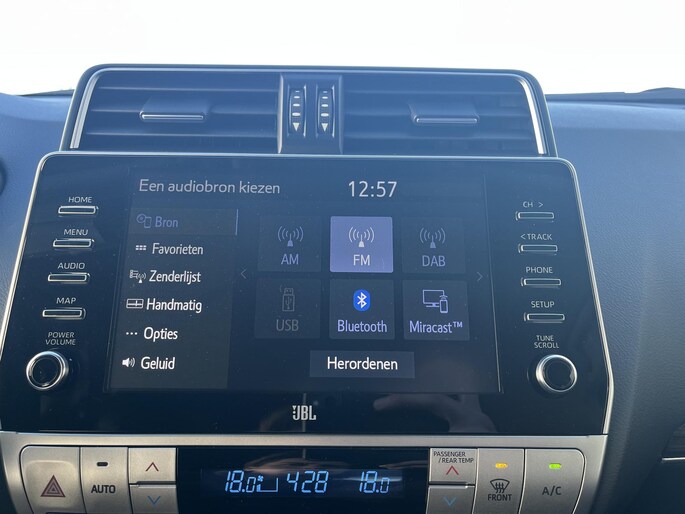 Een audiobron kiezen
12:57
HOME
MENU
AUDIO
MAP
POWER
VOLUME
Bron
Favorieten
Zenderlijst
Handmatig
Opties
Geluid
AM
FM
DAB
USB
Bluetooth
Miracast™
Herordenen
CH >
< TRACK
PHONE
SETUP
TUNE
SCROLL
JBL
AUTO
18.0
428
18.0
PASSENGER
/REAR TEMP
FRONT
A/C